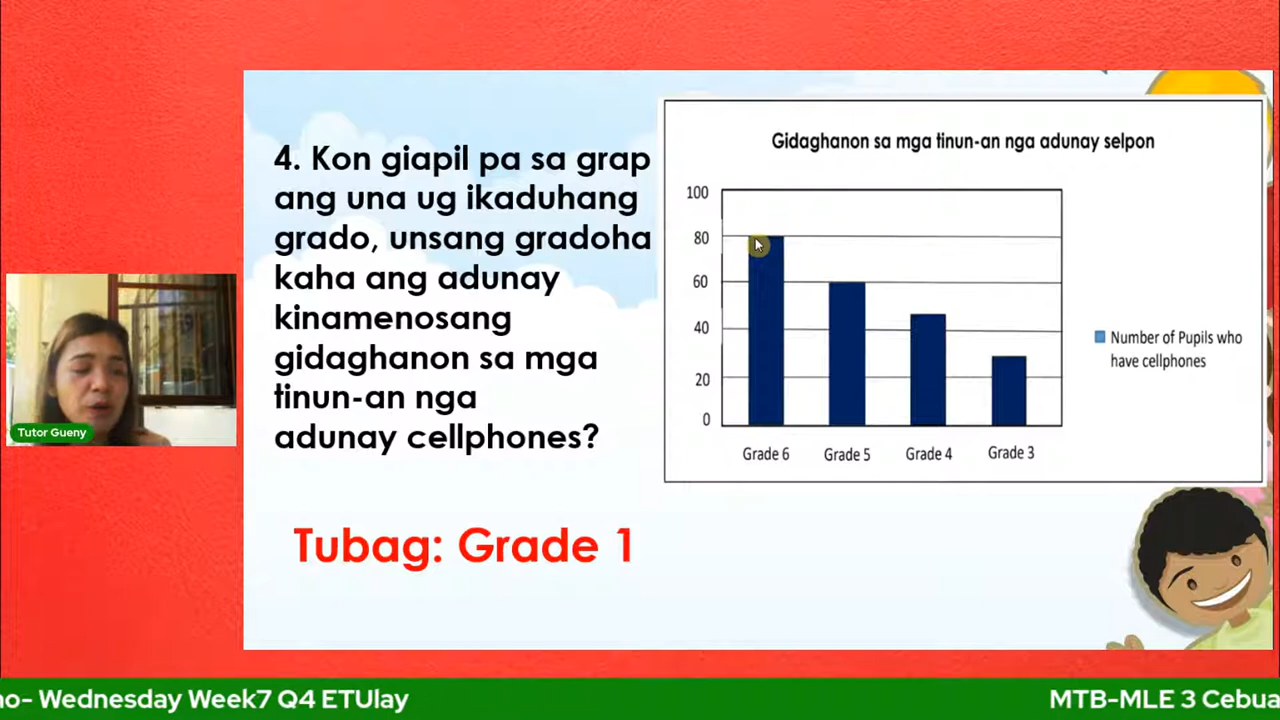 4. Kon giapil pa sa grap
ang una ug ikaduhang
grado, unsang gradoha
kaha ang adunay
kinamenosang
gidaghanon sa mga
tinun-an nga
adunay cellphones?
Tubag: Grade 1
Gidaghanon sa mga tinun-an nga adunay selpon
100
80
60
40
20
0
Grade 6 Grade 5 Grade 4 Grade 3
Number of Pupils who
have cellphones
Tutor Gueny
no- Wednesday Week7 Q4 ETUlay
MTB-MLE 3 Cebua